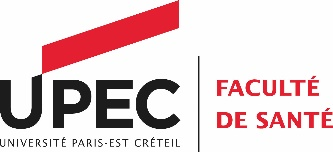 UPEC
UNIVERSITÉ PARIS-EST CRÉTEIL
FACULTÉ
DE SANTÉ